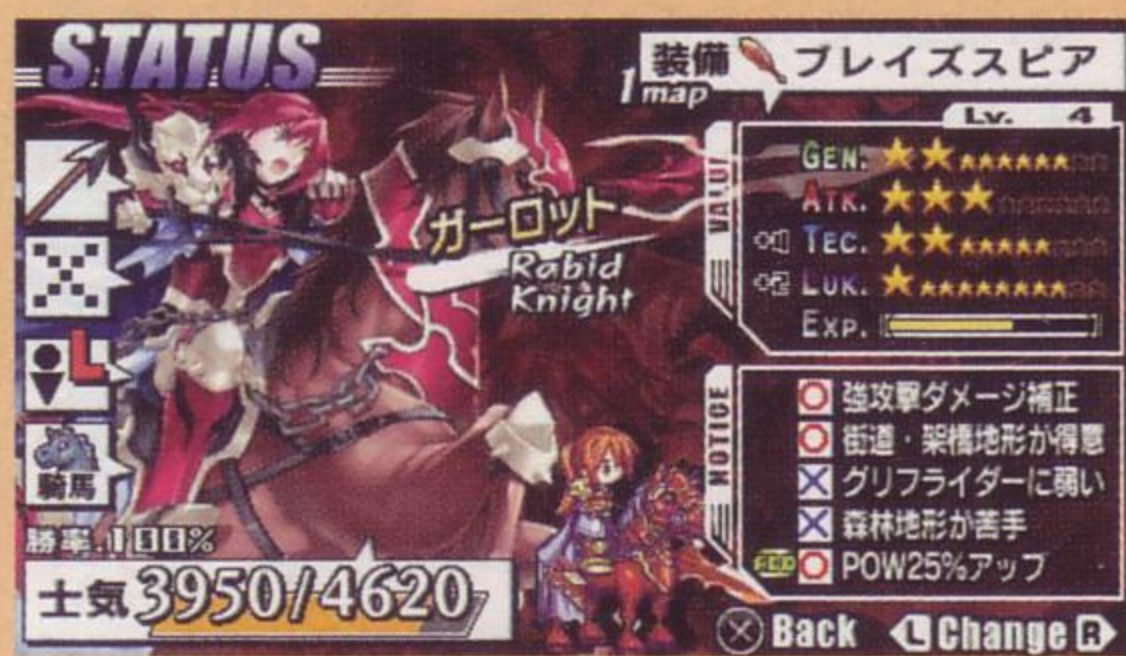 STATUS
装備 ブレイズスピア
1map
Lv. 4
VALUE
GEN.
ATK.
+1 TEC.
+2 LUK.
EXP.
ガーロット
Rabid
Knight
L
騎馬
NOTICE
強攻撃ダメージ補正
街道・架橋地形が得意
グリフライダーに弱い
森林地形が苦手
ADD POW25%アップ
勝率.100%
士気3950/4620
Back
L Change R